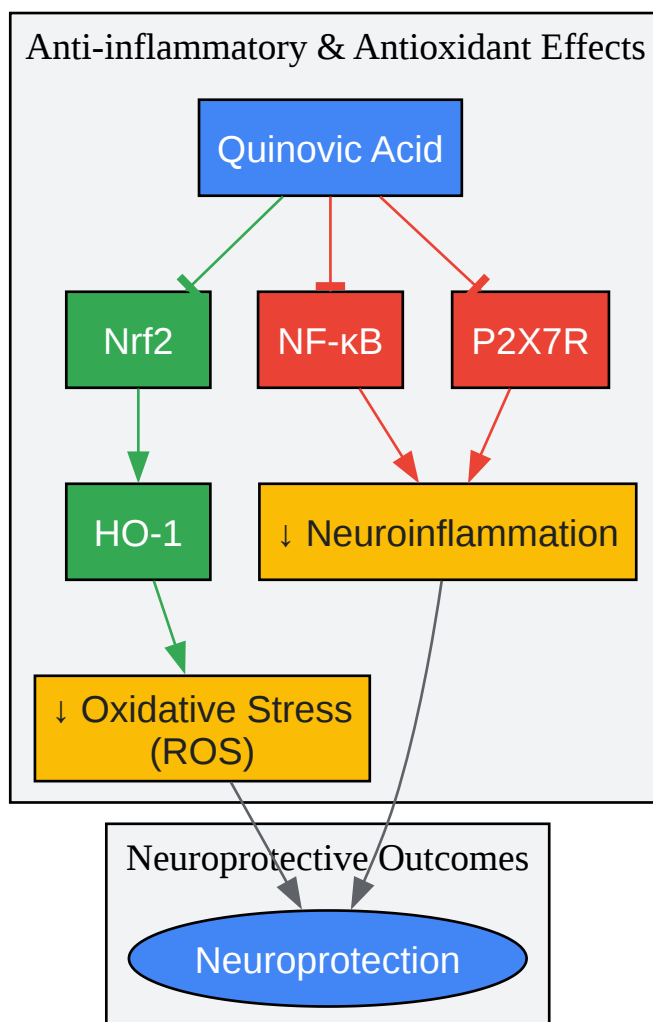 Anti-inflammatory & Antioxidant Effects
Quinovic Acid
Nrf2
NF-κB
P2X7R
HO-1
↓ Neuroinflammation
↓ Oxidative Stress
(ROS)
Neuroprotective Outcomes
Neuroprotection